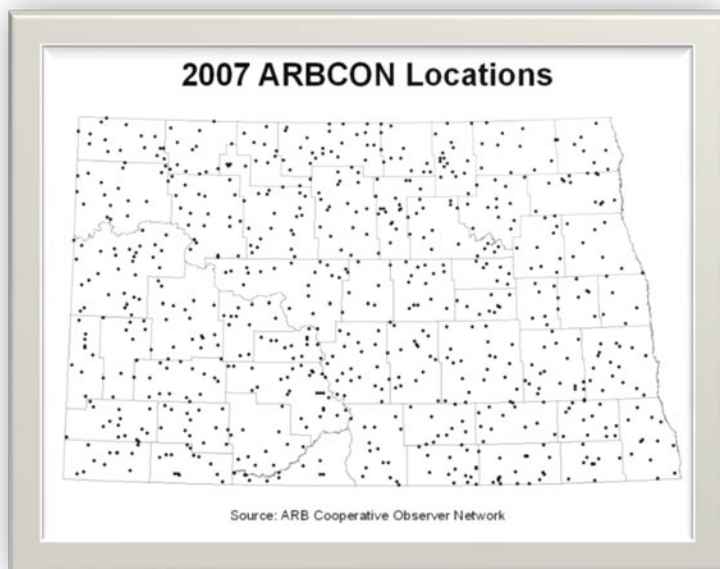 2007 ARBCON Locations
Source: ARB Cooperative Observer Network